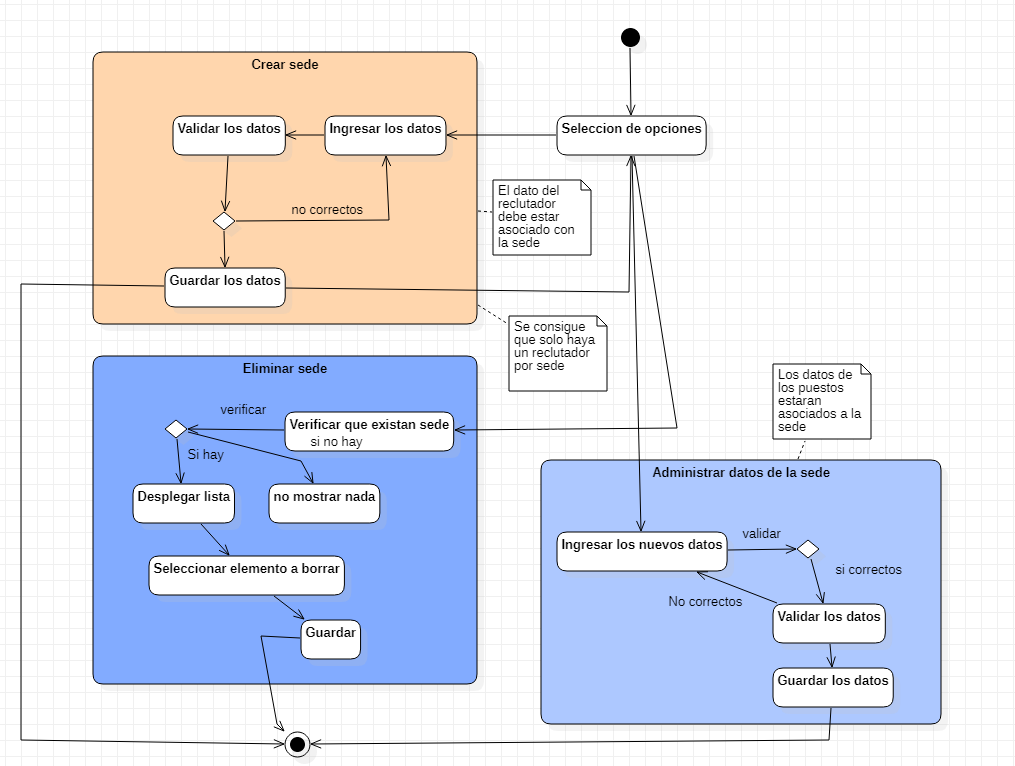 Crear sede
Validar los datos
Ingresar los datos
Seleccion de opciones
no correctos
El dato del
reclutador
debe estar
asociado con
la sede
Guardar los datos
Se consigue
que solo haya
un reclutador
por sede
Eliminar sede
verificar
Verificar que existan sede
si no hay
Si hay
Desplegar lista
no mostrar nada
Seleccionar elemento a borrar
Guardar
Los datos de
los puestos
estaran
asociados a la
sede
Administrar datos de la sede
Ingresar los nuevos datos
validar
si correctos
No correctos
Validar los datos
Guardar los datos